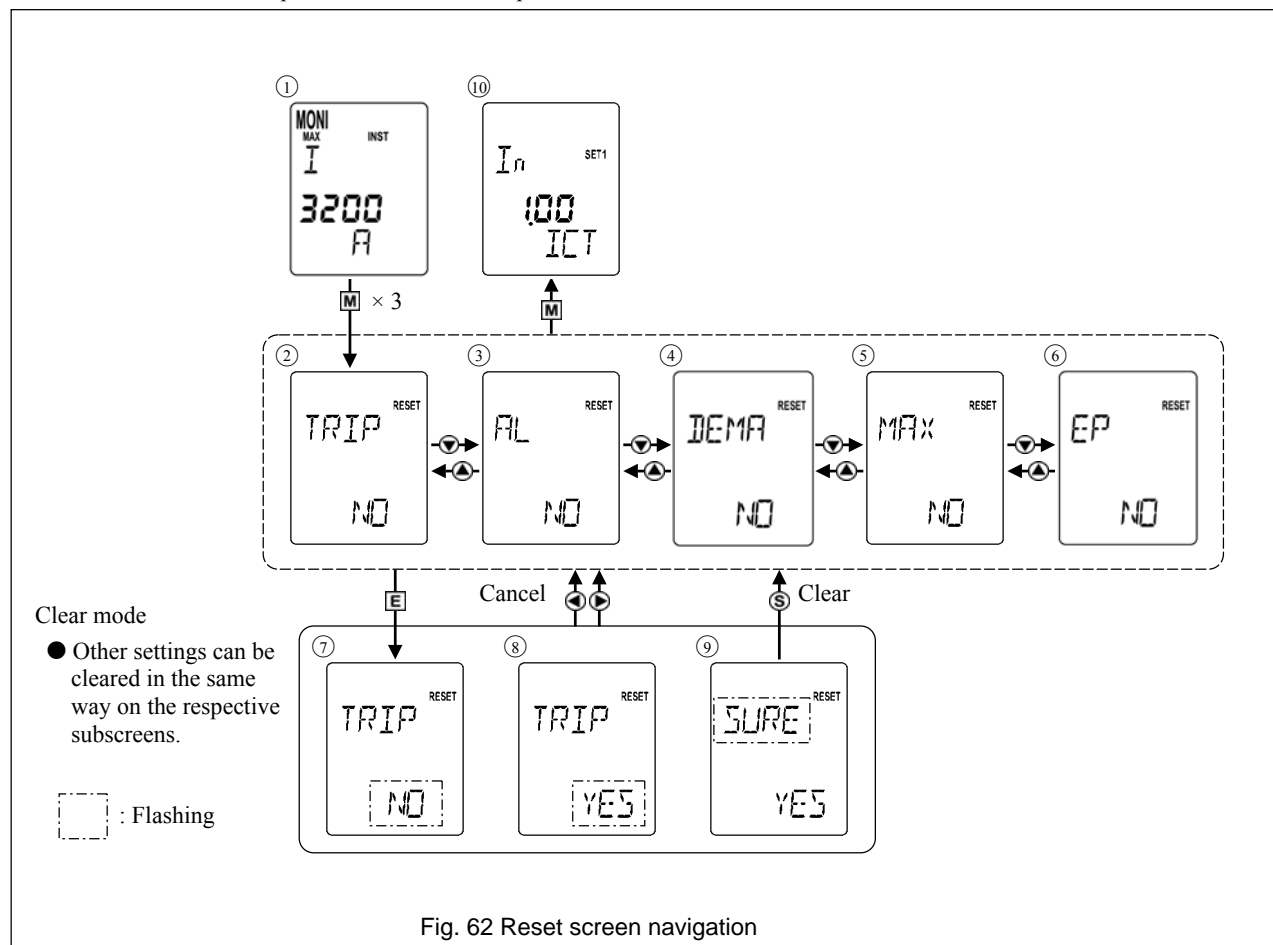 ① ⑩
MONI
MAX INST
I
3200
A
In SET1
1.00
ICT
M × 3
M
② ③ ④ ⑤ ⑥
RESET RESET RESET RESET RESET
TRIP AL DEMA MAX EP
NO NO NO NO NO
E Cancel S Clear
Clear mode
● Other settings can be
cleared in the same
way on the respective
subscreens.
⑦ ⑧ ⑨
RESET RESET RESET
TRIP TRIP SURE
NO YES YES
: Flashing
Fig. 62 Reset screen navigation